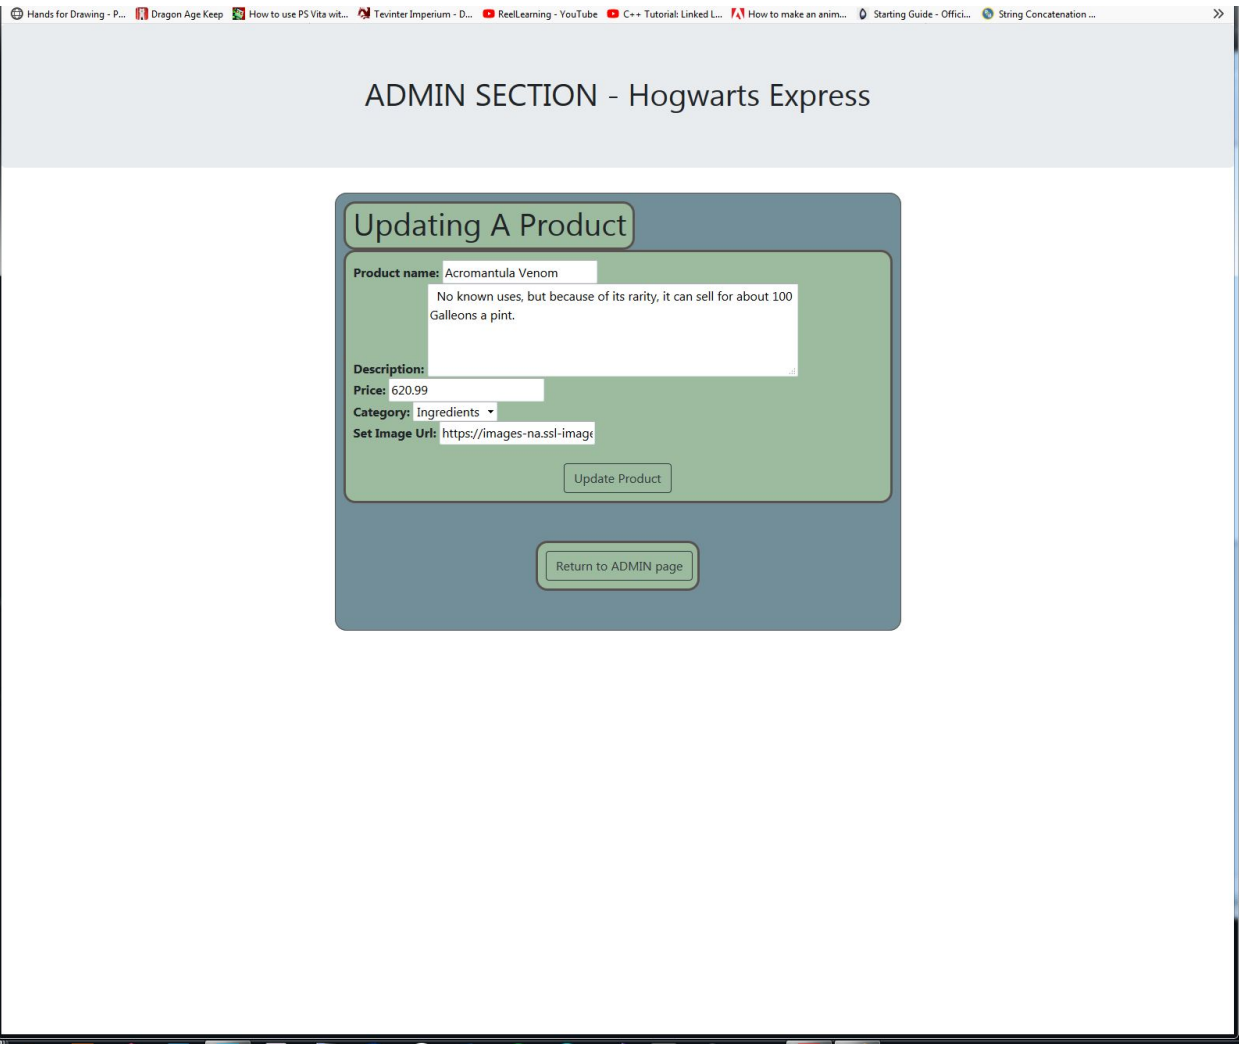 Hands for Drawing - P... Dragon Age Keep How to use PS Vita wit... Tevinter Imperium - D... ReelLearning - YouTube C++ Tutorial: Linked L... How to make an anim... Starting Guide - Offici... String Concatenation ...
ADMIN SECTION - Hogwarts Express
Updating A Product
Product name: Acromantula Venom
No known uses, but because of its rarity, it can sell for about 100
Galleons a pint.
Description:
Price: 620.99
Category: Ingredients
Set Image Url: https://images-na.ssl-image
Update Product
Return to ADMIN page